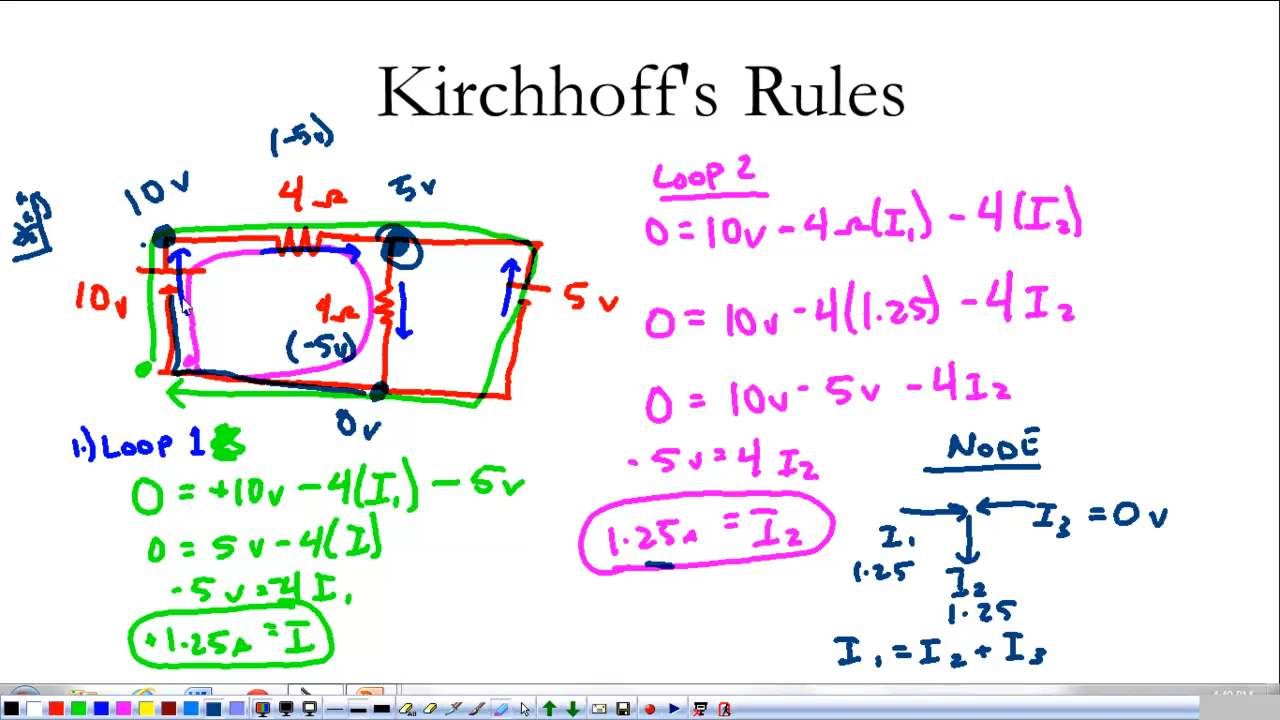 Kirchhoff's Rules
(-5v)
10v
4Ω
5v
10v
4Ω
(-5v)
5v
0v
1.) Loop 1
0 = +10v - 4(I₁) - 5v
0 = 5v - 4(I)
-5v = -4 I₁
+1.25A = I
Loop 2
0 = 10v - 4Ω(I₁) - 4(I₂)
0 = 10v - 4(1.25) - 4I₂
0 = 10v - 5v - 4I₂
-5v = 4 I₂
1.25A = I₂
NODE
I₃ = 0v
I₁
1.25
I₂
1.25
I₁ = I₂ + I₃